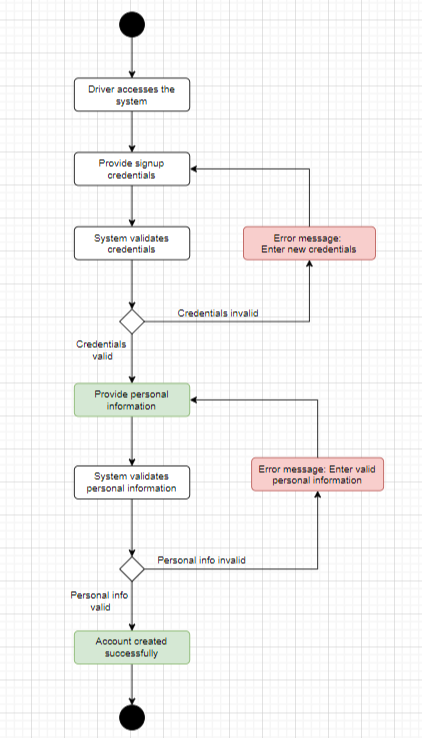 Driver accesses the
system
Provide signup
credentials
System validates
credentials
Error message:
Enter new credentials
Credentials invalid
Credentials
valid
Provide personal
information
System validates
personal information
Error message: Enter valid
personal information
Personal info invalid
Personal info
valid
Account created
successfully